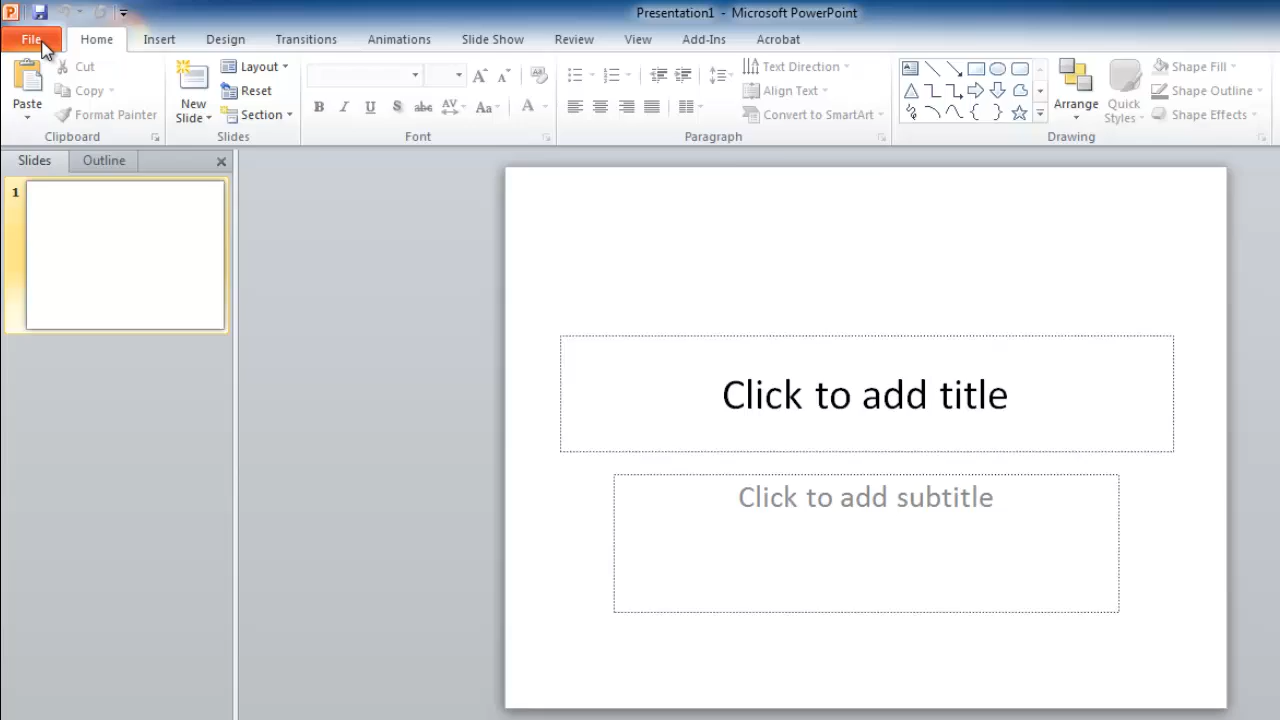 Presentation1 - Microsoft PowerPoint
File Home Insert Design Transitions Animations Slide Show Review View Add-Ins Acrobat
Paste
Cut
Copy
Format Painter
Clipboard
New Slide
Layout
Reset
Section
Slides
B I U S abc AV Aa A
Font
Text Direction
Align Text
Convert to SmartArt
Paragraph
Arrange
Quick Styles
Shape Fill
Shape Outline
Shape Effects
Drawing
Slides Outline
1
Click to add title
Click to add subtitle